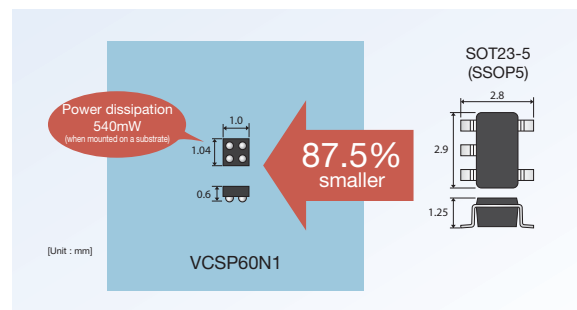 Power dissipation
540mW
(when mounted on a substrate)
1.0
1.04
0.6
[Unit : mm]
VCSP60N1
87.5%
smaller
SOT23-5
(SSOP5)
2.8
2.9
1.25